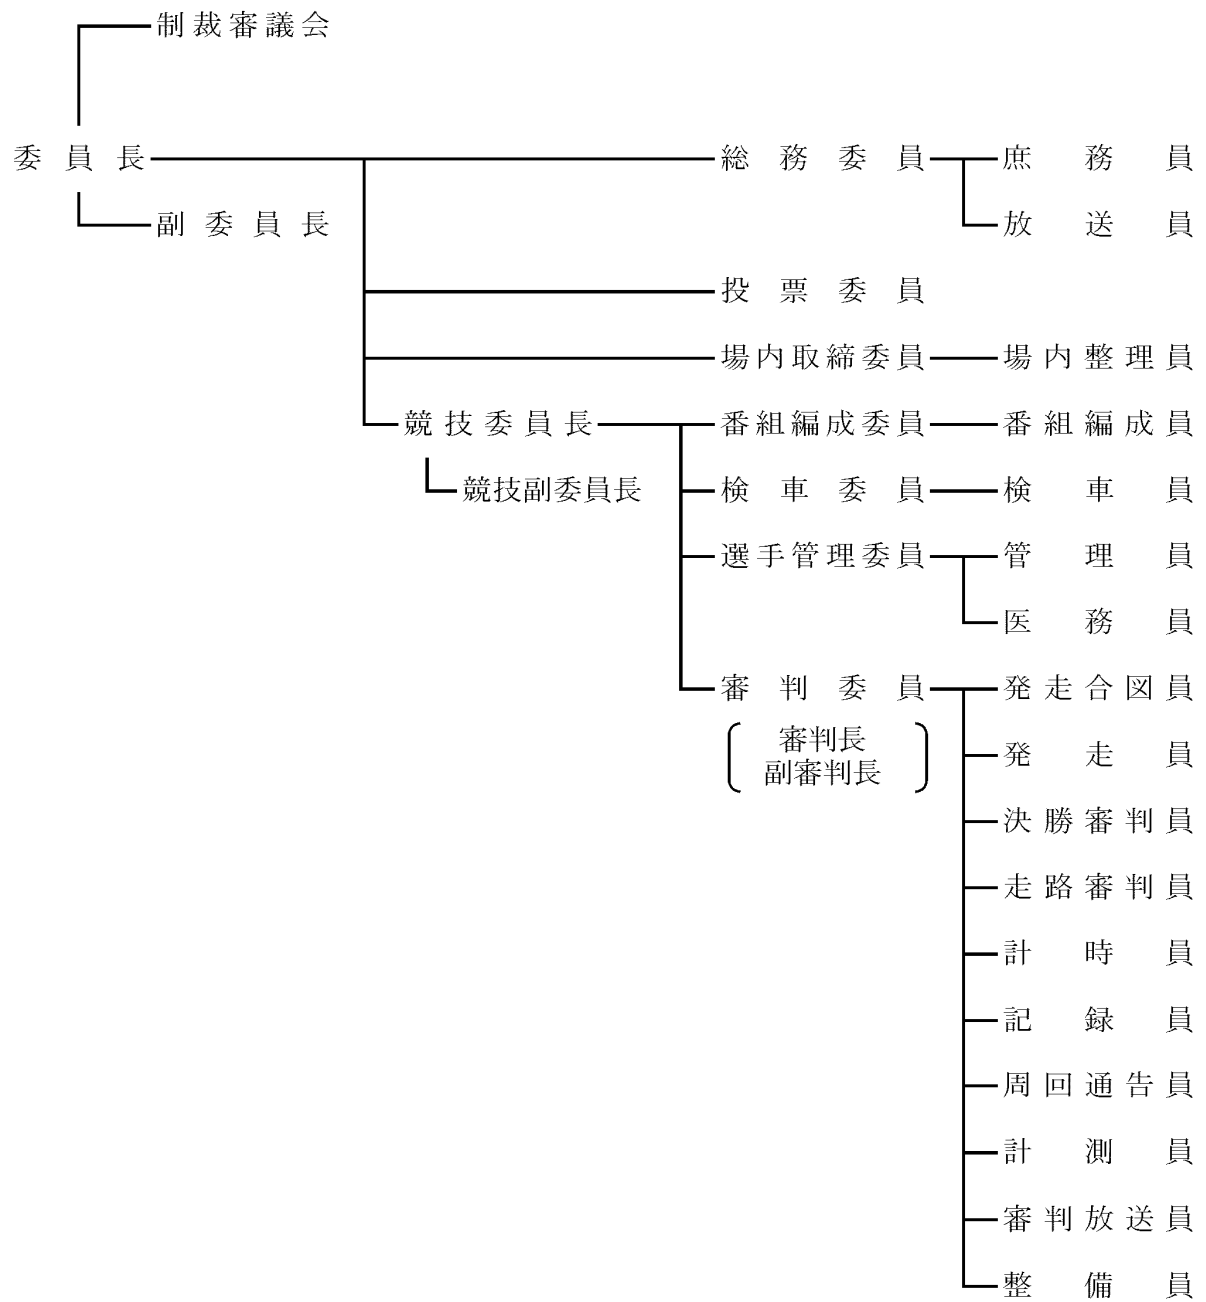 制裁審議会
委員長 総務委員 庶務員
副委員長 放送員
投票委員
場内取締委員 場内整理員
競技委員長 番組編成委員 番組編成員
競技副委員長 検車委員 検車員
選手管理委員 管理員
医務員
審判委員 発走合図員
審判長
発走員
副審判長
決勝審判員
走路審判員
計時員
記録員
周回通告員
計測員
審判放送員
整備員